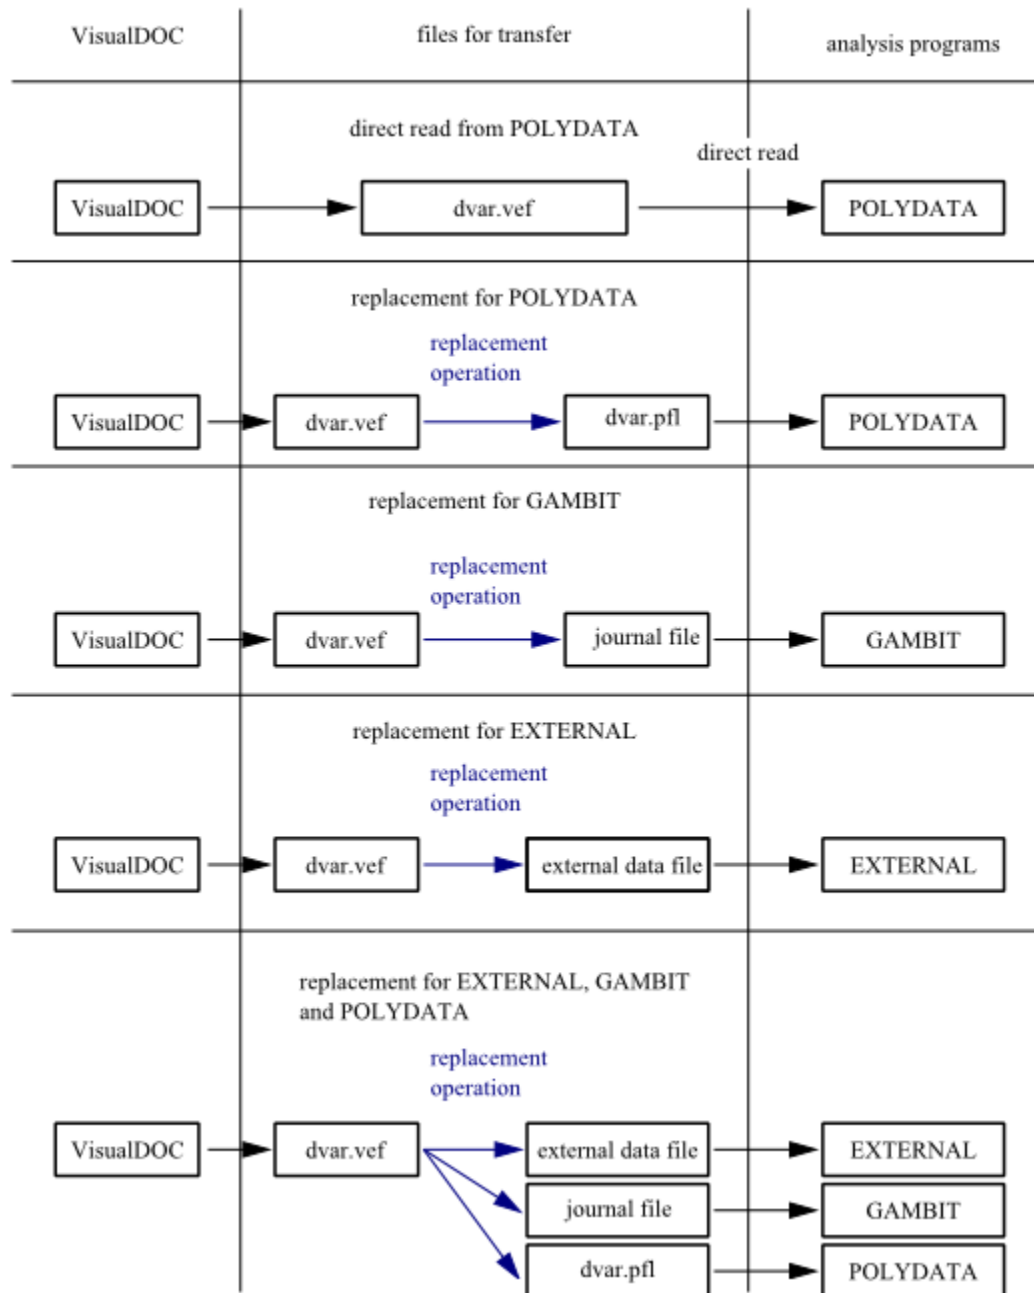 VisualDOC
files for transfer
analysis programs
direct read from POLYDATA
direct read
VisualDOC
dvar.vef
POLYDATA
replacement for POLYDATA
replacement
operation
VisualDOC
dvar.vef
dvar.pfl
POLYDATA
replacement for GAMBIT
replacement
operation
VisualDOC
dvar.vef
journal file
GAMBIT
replacement for EXTERNAL
replacement
operation
VisualDOC
dvar.vef
external data file
EXTERNAL
replacement for EXTERNAL, GAMBIT
and POLYDATA
replacement
operation
VisualDOC
dvar.vef
external data file
EXTERNAL
journal file
GAMBIT
dvar.pfl
POLYDATA